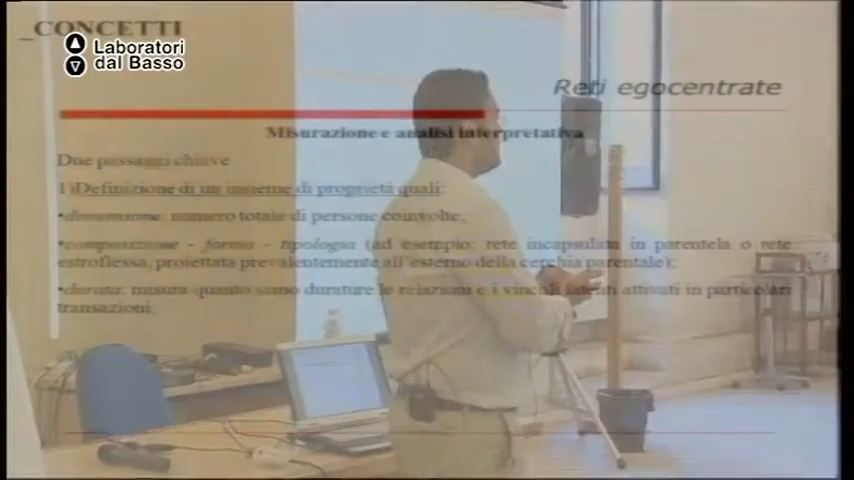 _CONCETTI
Laboratori
dal Basso
Reti egocentrate
Misurazione e analisi interpretativa
Due passaggi chiave
1)Definizione di un insieme di proprietà quali:
•dimensione: numero totale di persone coinvolte;
•composizione - forma - tipologia (ad esempio: rete incapsulata in parentela o rete
estroflessa, proiettata prevalentemente all'esterno della cerchia parentale);
•durata: misura quanto siano durature le relazioni e i vincoli latenti attivati in particolari
transazioni.